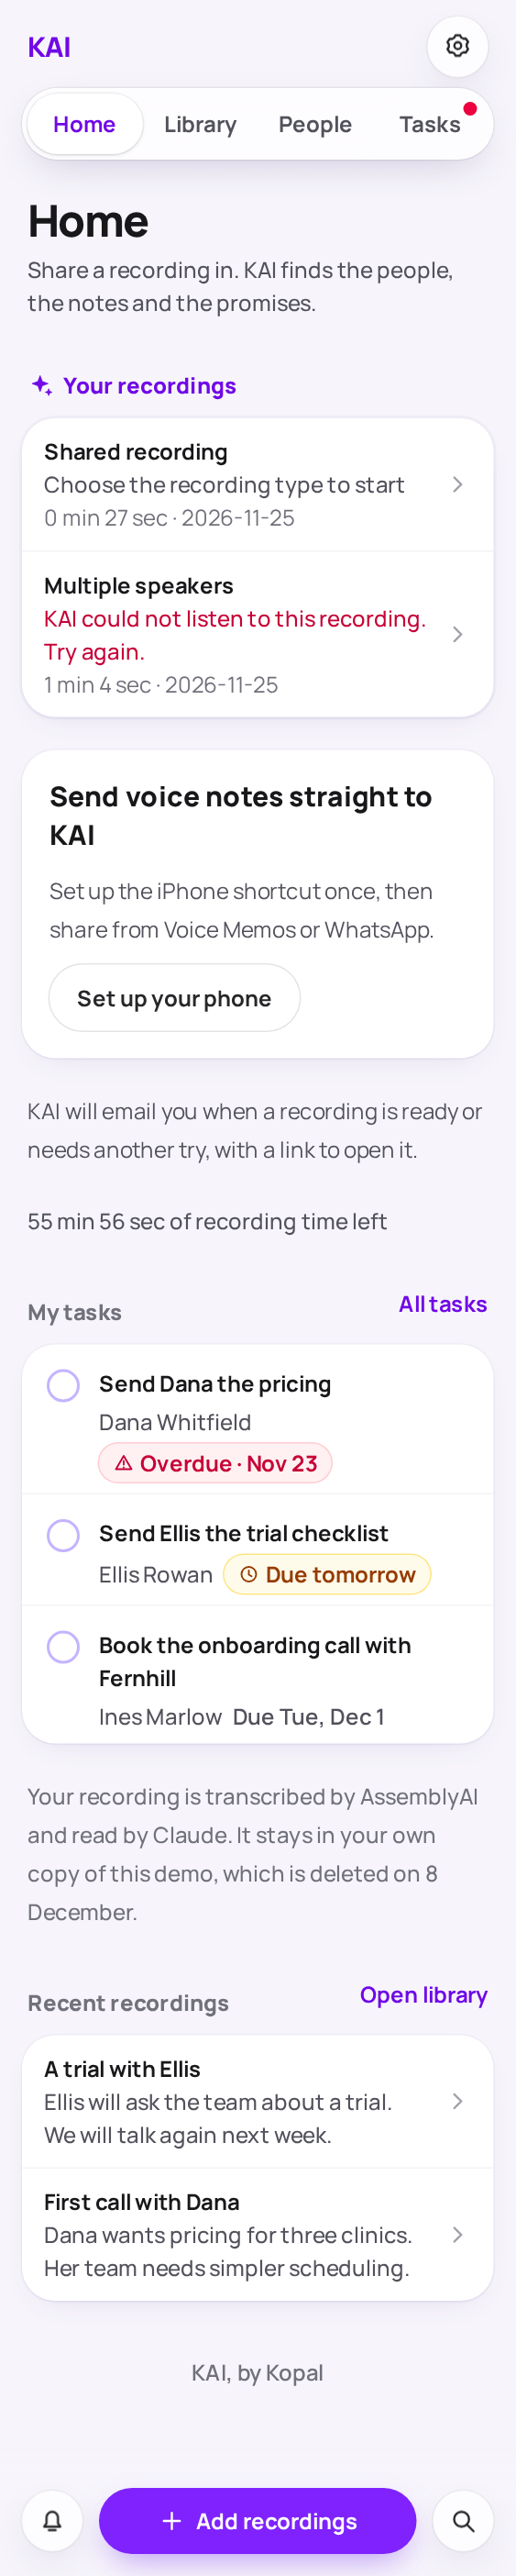 KAI
Home Library People Tasks
Home
Share a recording in. KAI finds the people,
the notes and the promises.
Your recordings
Shared recording
Choose the recording type to start
0 min 27 sec · 2026-11-25
Multiple speakers
KAI could not listen to this recording.
Try again.
1 min 4 sec · 2026-11-25
Send voice notes straight to
KAI
Set up the iPhone shortcut once, then
share from Voice Memos or WhatsApp.
Set up your phone
KAI will email you when a recording is ready or
needs another try, with a link to open it.
55 min 56 sec of recording time left
My tasks All tasks
Send Dana the pricing
Dana Whitfield
Overdue · Nov 23
Send Ellis the trial checklist
Ellis Rowan Due tomorrow
Book the onboarding call with
Fernhill
Ines Marlow Due Tue, Dec 1
Your recording is transcribed by AssemblyAI
and read by Claude. It stays in your own
copy of this demo, which is deleted on 8
December.
Recent recordings Open library
A trial with Ellis
Ellis will ask the team about a trial.
We will talk again next week.
First call with Dana
Dana wants pricing for three clinics.
Her team needs simpler scheduling.
KAI, by Kopal
Add recordings